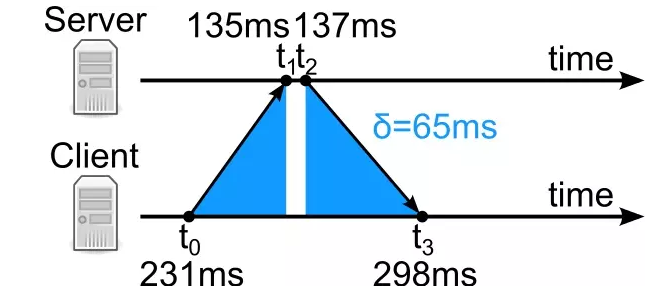 Server
135ms 137ms
t₁ t₂
time
δ=65ms
Client
time
t₀
t₃
231ms
298ms